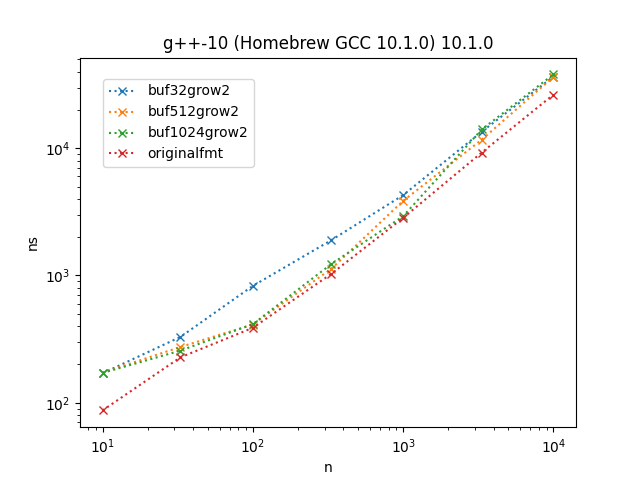 g++-10 (Homebrew GCC 10.1.0) 10.1.0
buf32grow2
buf512grow2
buf1024grow2
originalfmt
ns
10⁴
10³
10²
10¹ 10² 10³ 10⁴
n